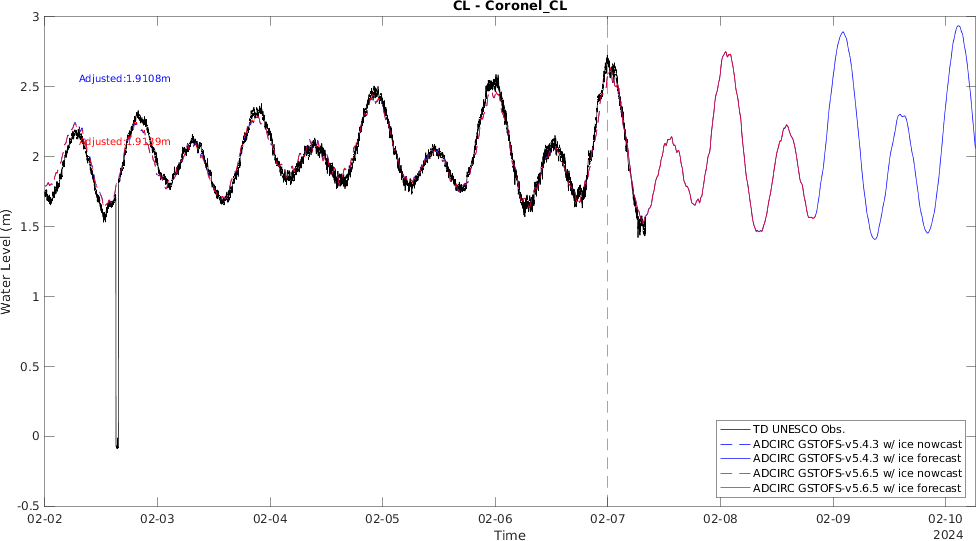 CL - Coronel_CL
3
2.5
2
1.5
1
0.5
0
-0.5
Water Level (m)
Adjusted:1.9108m
TD UNESCO Obs.
ADCIRC GSTOFS-v5.4.3 w/ ice nowcast
ADCIRC GSTOFS-v5.4.3 w/ ice forecast
ADCIRC GSTOFS-v5.6.5 w/ ice nowcast
ADCIRC GSTOFS-v5.6.5 w/ ice forecast
02-02
02-03
02-04
02-05
02-06
02-07
02-08
02-09
02-10
Time
2024